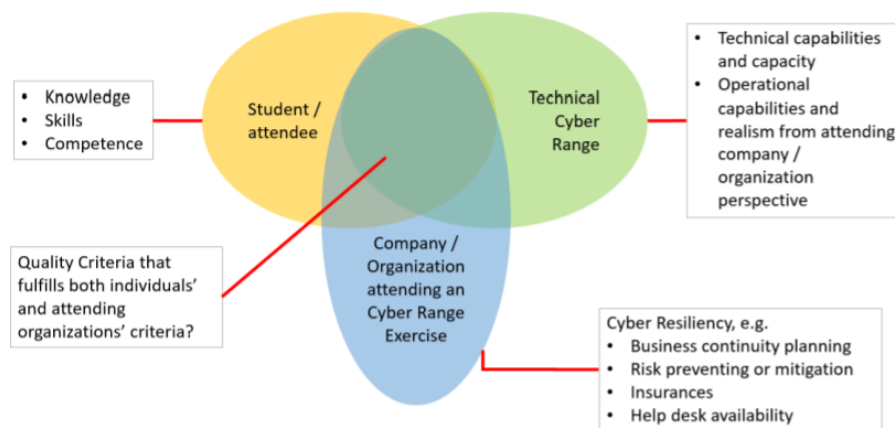 • Knowledge
• Skills
• Competence
Student /
attendee
Technical
Cyber
Range
• Technical capabilities
and capacity
• Operational
capabilities and
realism from attending
company /
organization
perspective
Quality Criteria that
fulfills both individuals'
and attending
organizations' criteria?
Company /
Organization
attending an
Cyber Range
Exercise
Cyber Resiliency, e.g.
• Business continuity planning
• Risk preventing or mitigation
• Insurances
• Help desk availability